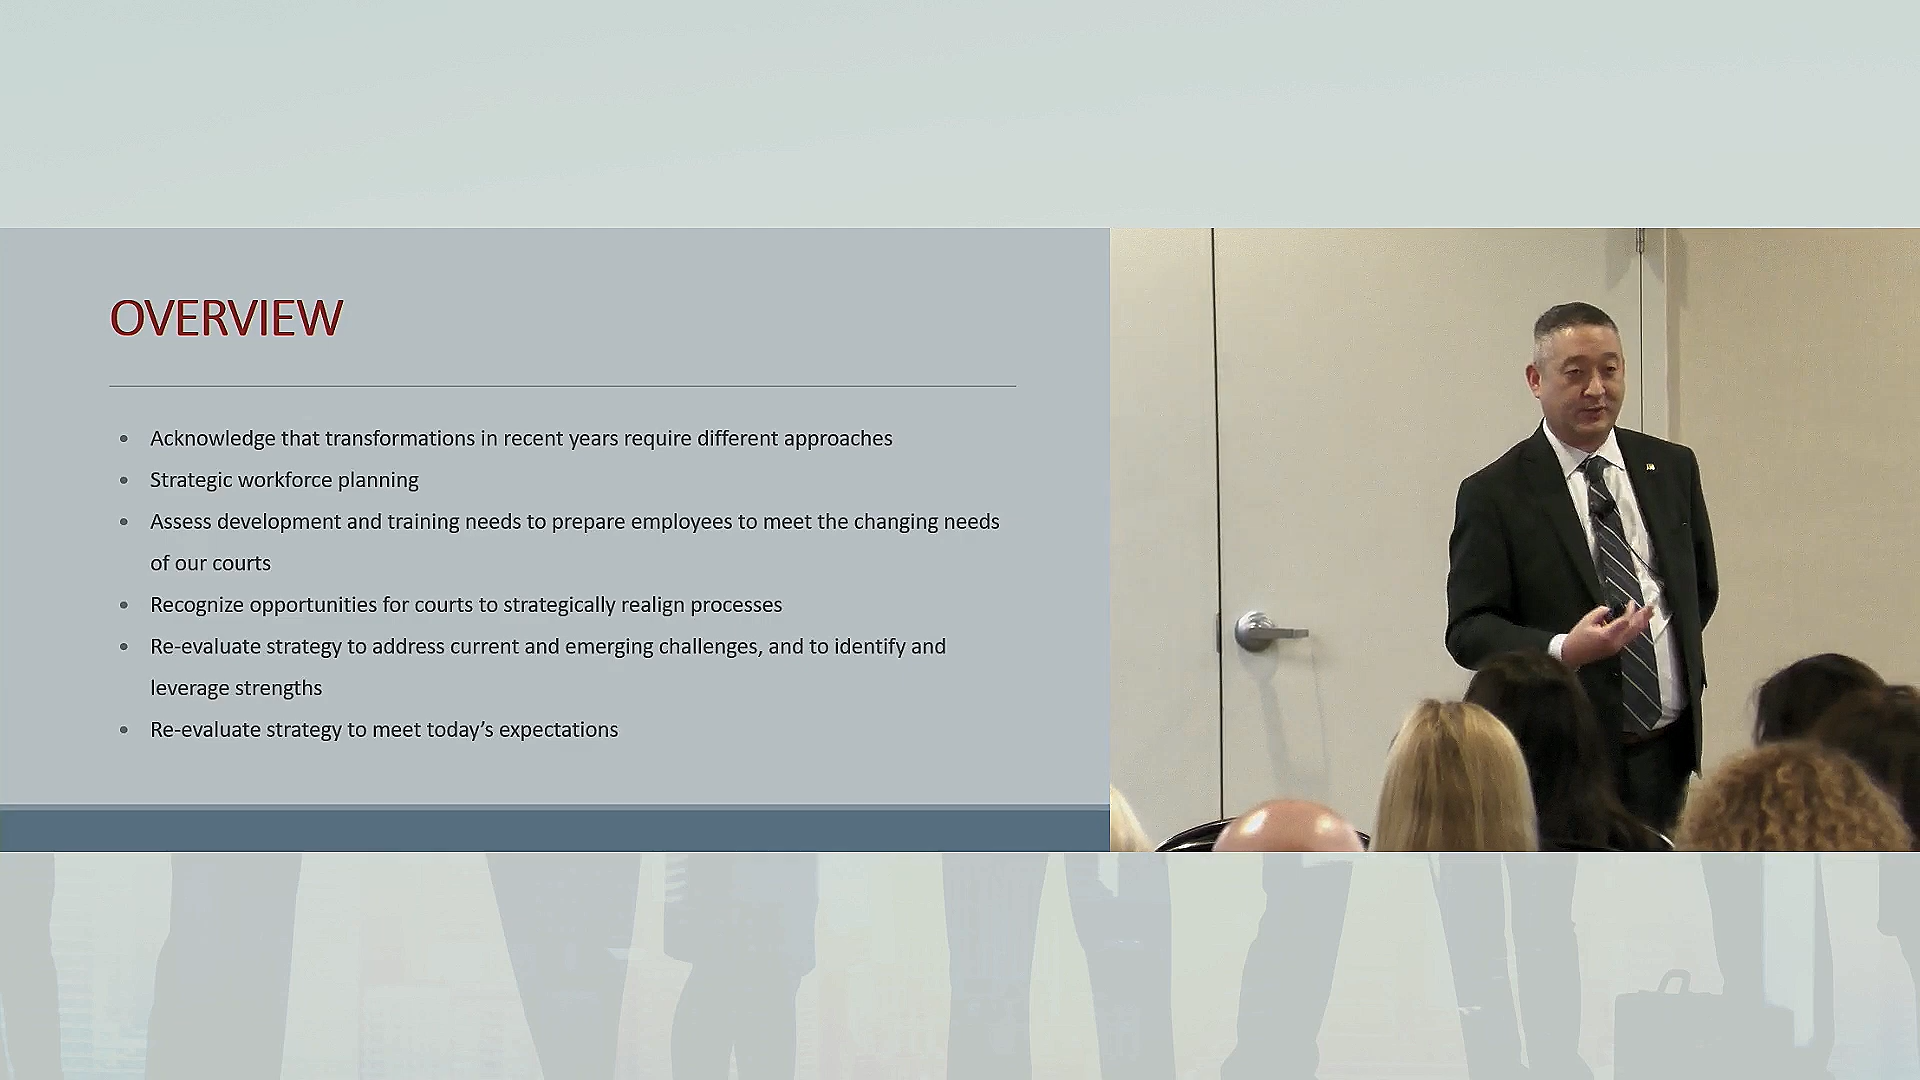 OVERVIEW
• Acknowledge that transformations in recent years require different approaches
• Strategic workforce planning
• Assess development and training needs to prepare employees to meet the changing needs
of our courts
• Recognize opportunities for courts to strategically realign processes
• Re-evaluate strategy to address current and emerging challenges, and to identify and
leverage strengths
• Re-evaluate strategy to meet today’s expectations